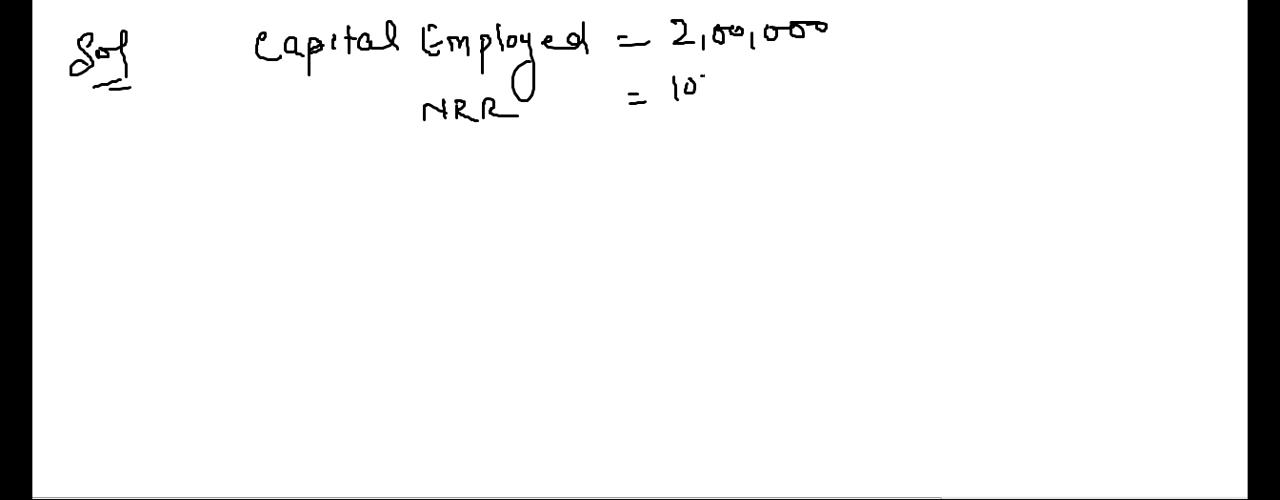 Sol Capital Employed = 2,00,000
NRR = 10